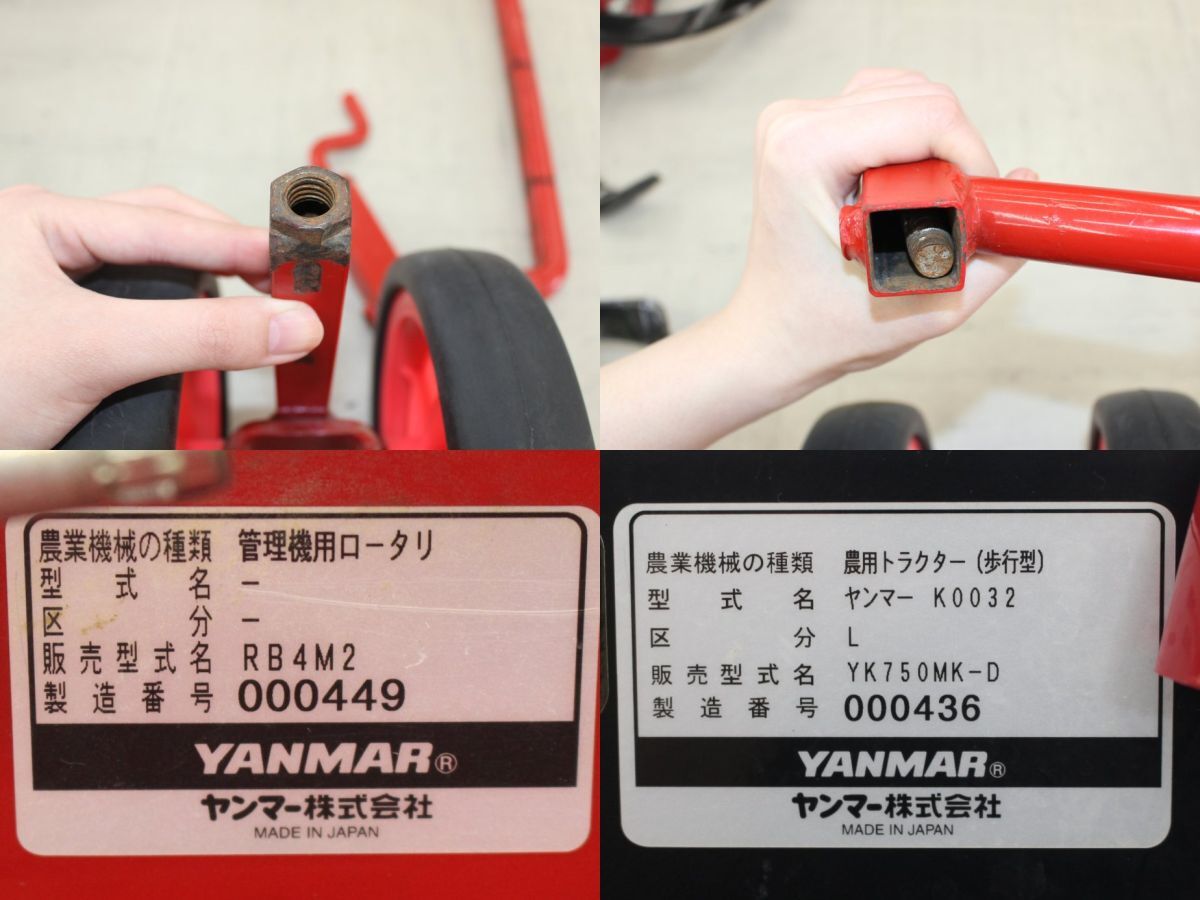 農業機械の種類 管理機用ロータリ
型式名 －
区分 －
販売型式名 RB4M2
製造番号 000449
YANMAR®
ヤンマー株式会社
MADE IN JAPAN
農業機械の種類 農用トラクター(歩行型)
型式名 ヤンマー K0032
区分 L
販売型式名 YK750MK-D
製造番号 000436
YANMAR®
ヤンマー株式会社
MADE IN JAPAN